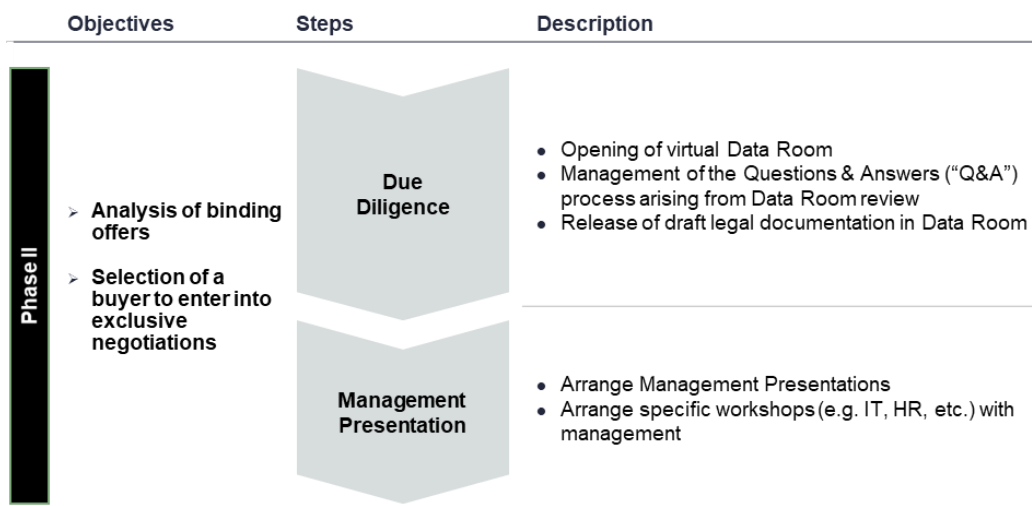 Objectives Steps Description
Phase II
➢ Analysis of binding
offers
➢ Selection of a
buyer to enter into
exclusive
negotiations
Due
Diligence
● Opening of virtual Data Room
● Management of the Questions & Answers (“Q&A”)
process arising from Data Room review
● Release of draft legal documentation in Data Room
Management
Presentation
● Arrange Management Presentations
● Arrange specific workshops (e.g. IT, HR, etc.) with
management